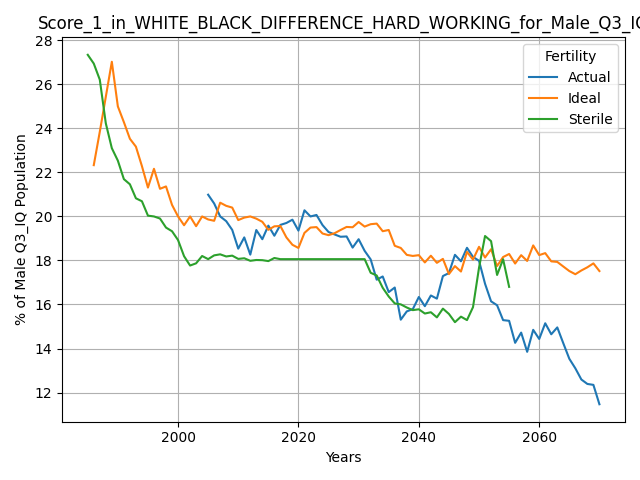 Score_1_in_WHITE_BLACK_DIFFERENCE_HARD_WORKING_for_Male_Q3_IQ
28
26
24
22
20
18
16
14
12
% of Male Q3_IQ Population
Fertility
Actual
Ideal
Sterile
2000
2020
2040
2060
Years